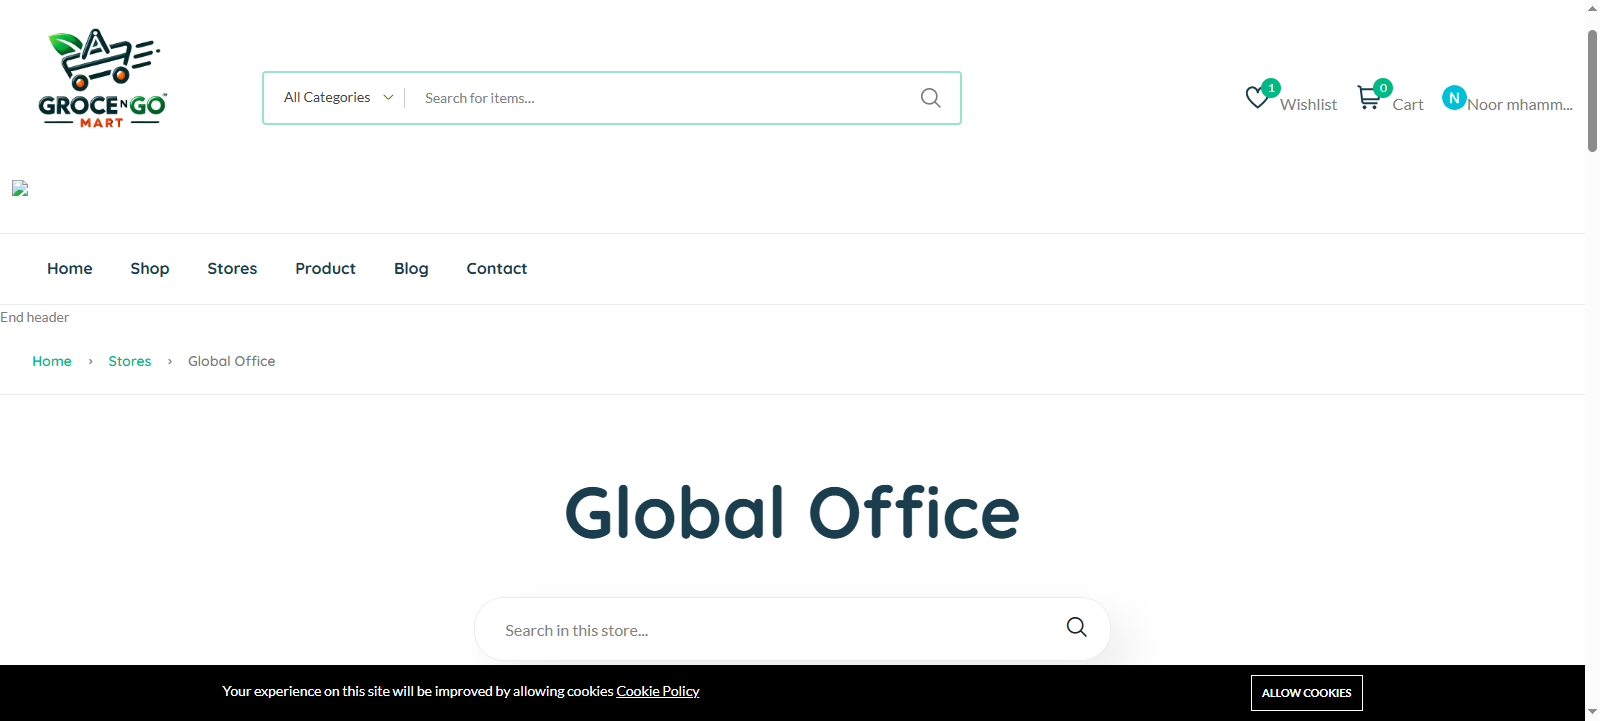 GROCE N GO
MART
All Categories
Search for items...
1
Wishlist
0
Cart
N
Noor mhamm...
Home
Shop
Stores
Product
Blog
Contact
End header
Home › Stores › Global Office
Global Office
Search in this store...
Your experience on this site will be improved by allowing cookies Cookie Policy
ALLOW COOKIES